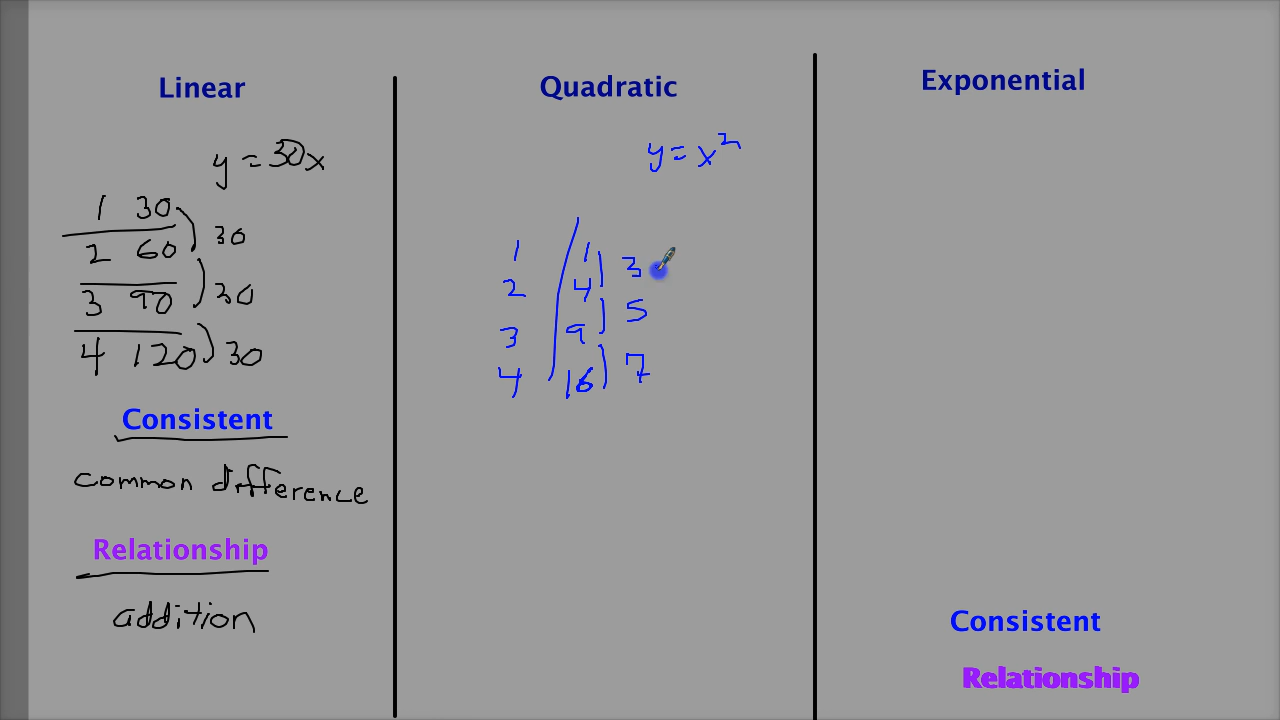 Linear
y = 30x
1 30
30
2 60
30
3 90
30
4 120
Consistent
common difference
Relationship
addition
Quadratic
y = x²
1 1
3
2 4
5
3 9
7
4 16
Exponential
Consistent
Relationship